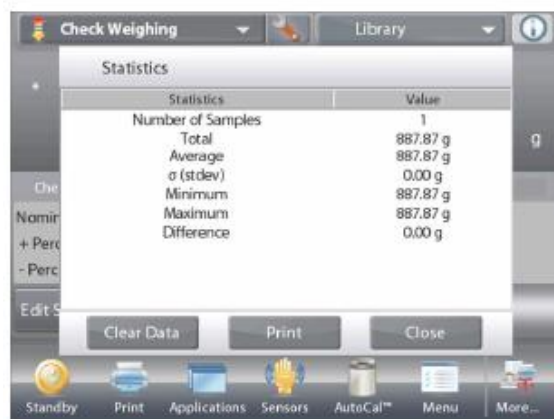 Check Weighing Library
Statistics
Statistics Value
Number of Samples 1
Total 887.87 g
Average 887.87 g
σ (stdev) 0.00 g
Minimum 887.87 g
Maximum 887.87 g
Difference 0.00 g
g
Che
Nomin
+ Perc
- Perc
Edit S
Clear Data Print Close
Standby Print Applications Sensors AutoCal™ Menu More...